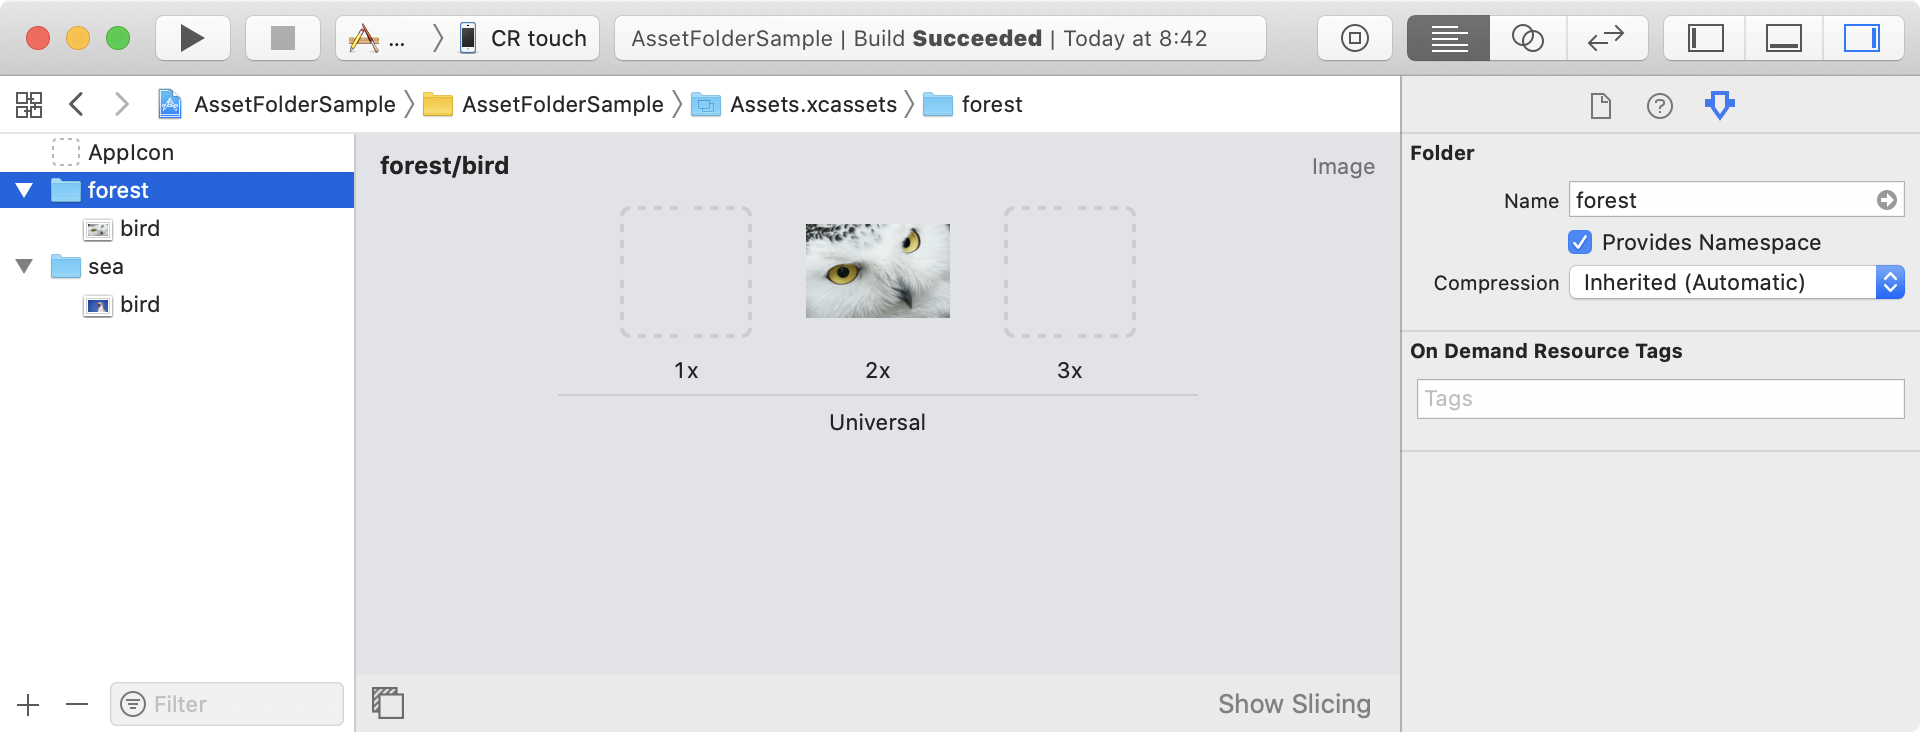 ... CR touch AssetFolderSample | Build Succeeded | Today at 8:42
AssetFolderSample AssetFolderSample Assets.xcassets forest
AppIcon
forest
bird
sea
bird
Filter
forest/bird Image
1x 2x 3x
Universal
Show Slicing
Folder
Name forest
Provides Namespace
Compression Inherited (Automatic)
On Demand Resource Tags
Tags